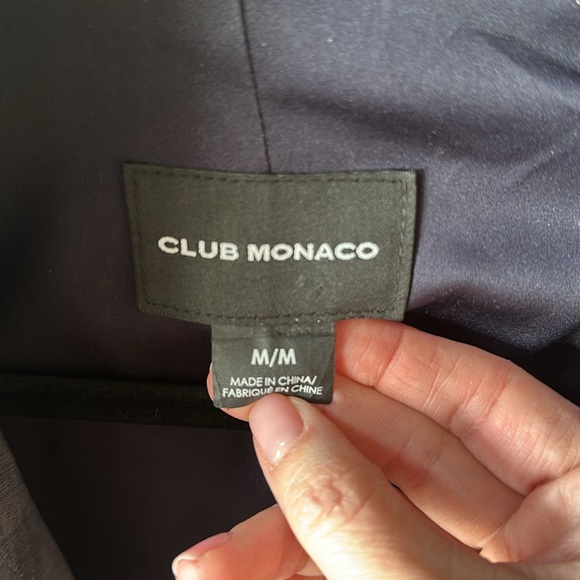 CLUB MONACO
M/M
MADE IN CHINA/
FABRIQUÉ EN CHINE